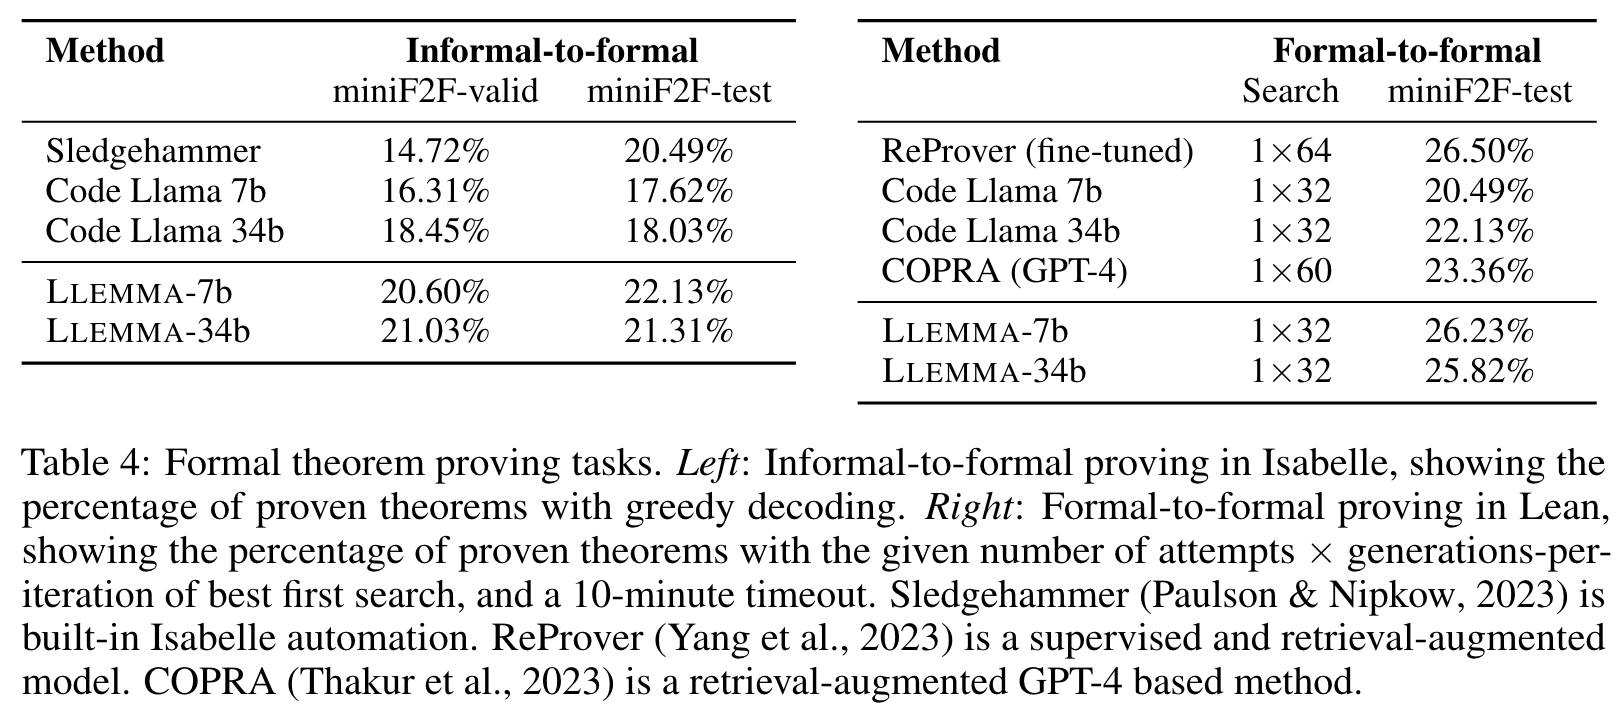 Method Informal-to-formal
miniF2F-valid miniF2F-test
Sledgehammer 14.72% 20.49%
Code Llama 7b 16.31% 17.62%
Code Llama 34b 18.45% 18.03%
LLEMMA-7b 20.60% 22.13%
LLEMMA-34b 21.03% 21.31%
Method Formal-to-formal
Search miniF2F-test
ReProver (fine-tuned) 1×64 26.50%
Code Llama 7b 1×32 20.49%
Code Llama 34b 1×32 22.13%
COPRA (GPT-4) 1×60 23.36%
LLEMMA-7b 1×32 26.23%
LLEMMA-34b 1×32 25.82%
Table 4: Formal theorem proving tasks. Left: Informal-to-formal proving in Isabelle, showing the
percentage of proven theorems with greedy decoding. Right: Formal-to-formal proving in Lean,
showing the percentage of proven theorems with the given number of attempts × generations-per-
iteration of best first search, and a 10-minute timeout. Sledgehammer (Paulson & Nipkow, 2023) is
built-in Isabelle automation. ReProver (Yang et al., 2023) is a supervised and retrieval-augmented
model. COPRA (Thakur et al., 2023) is a retrieval-augmented GPT-4 based method.